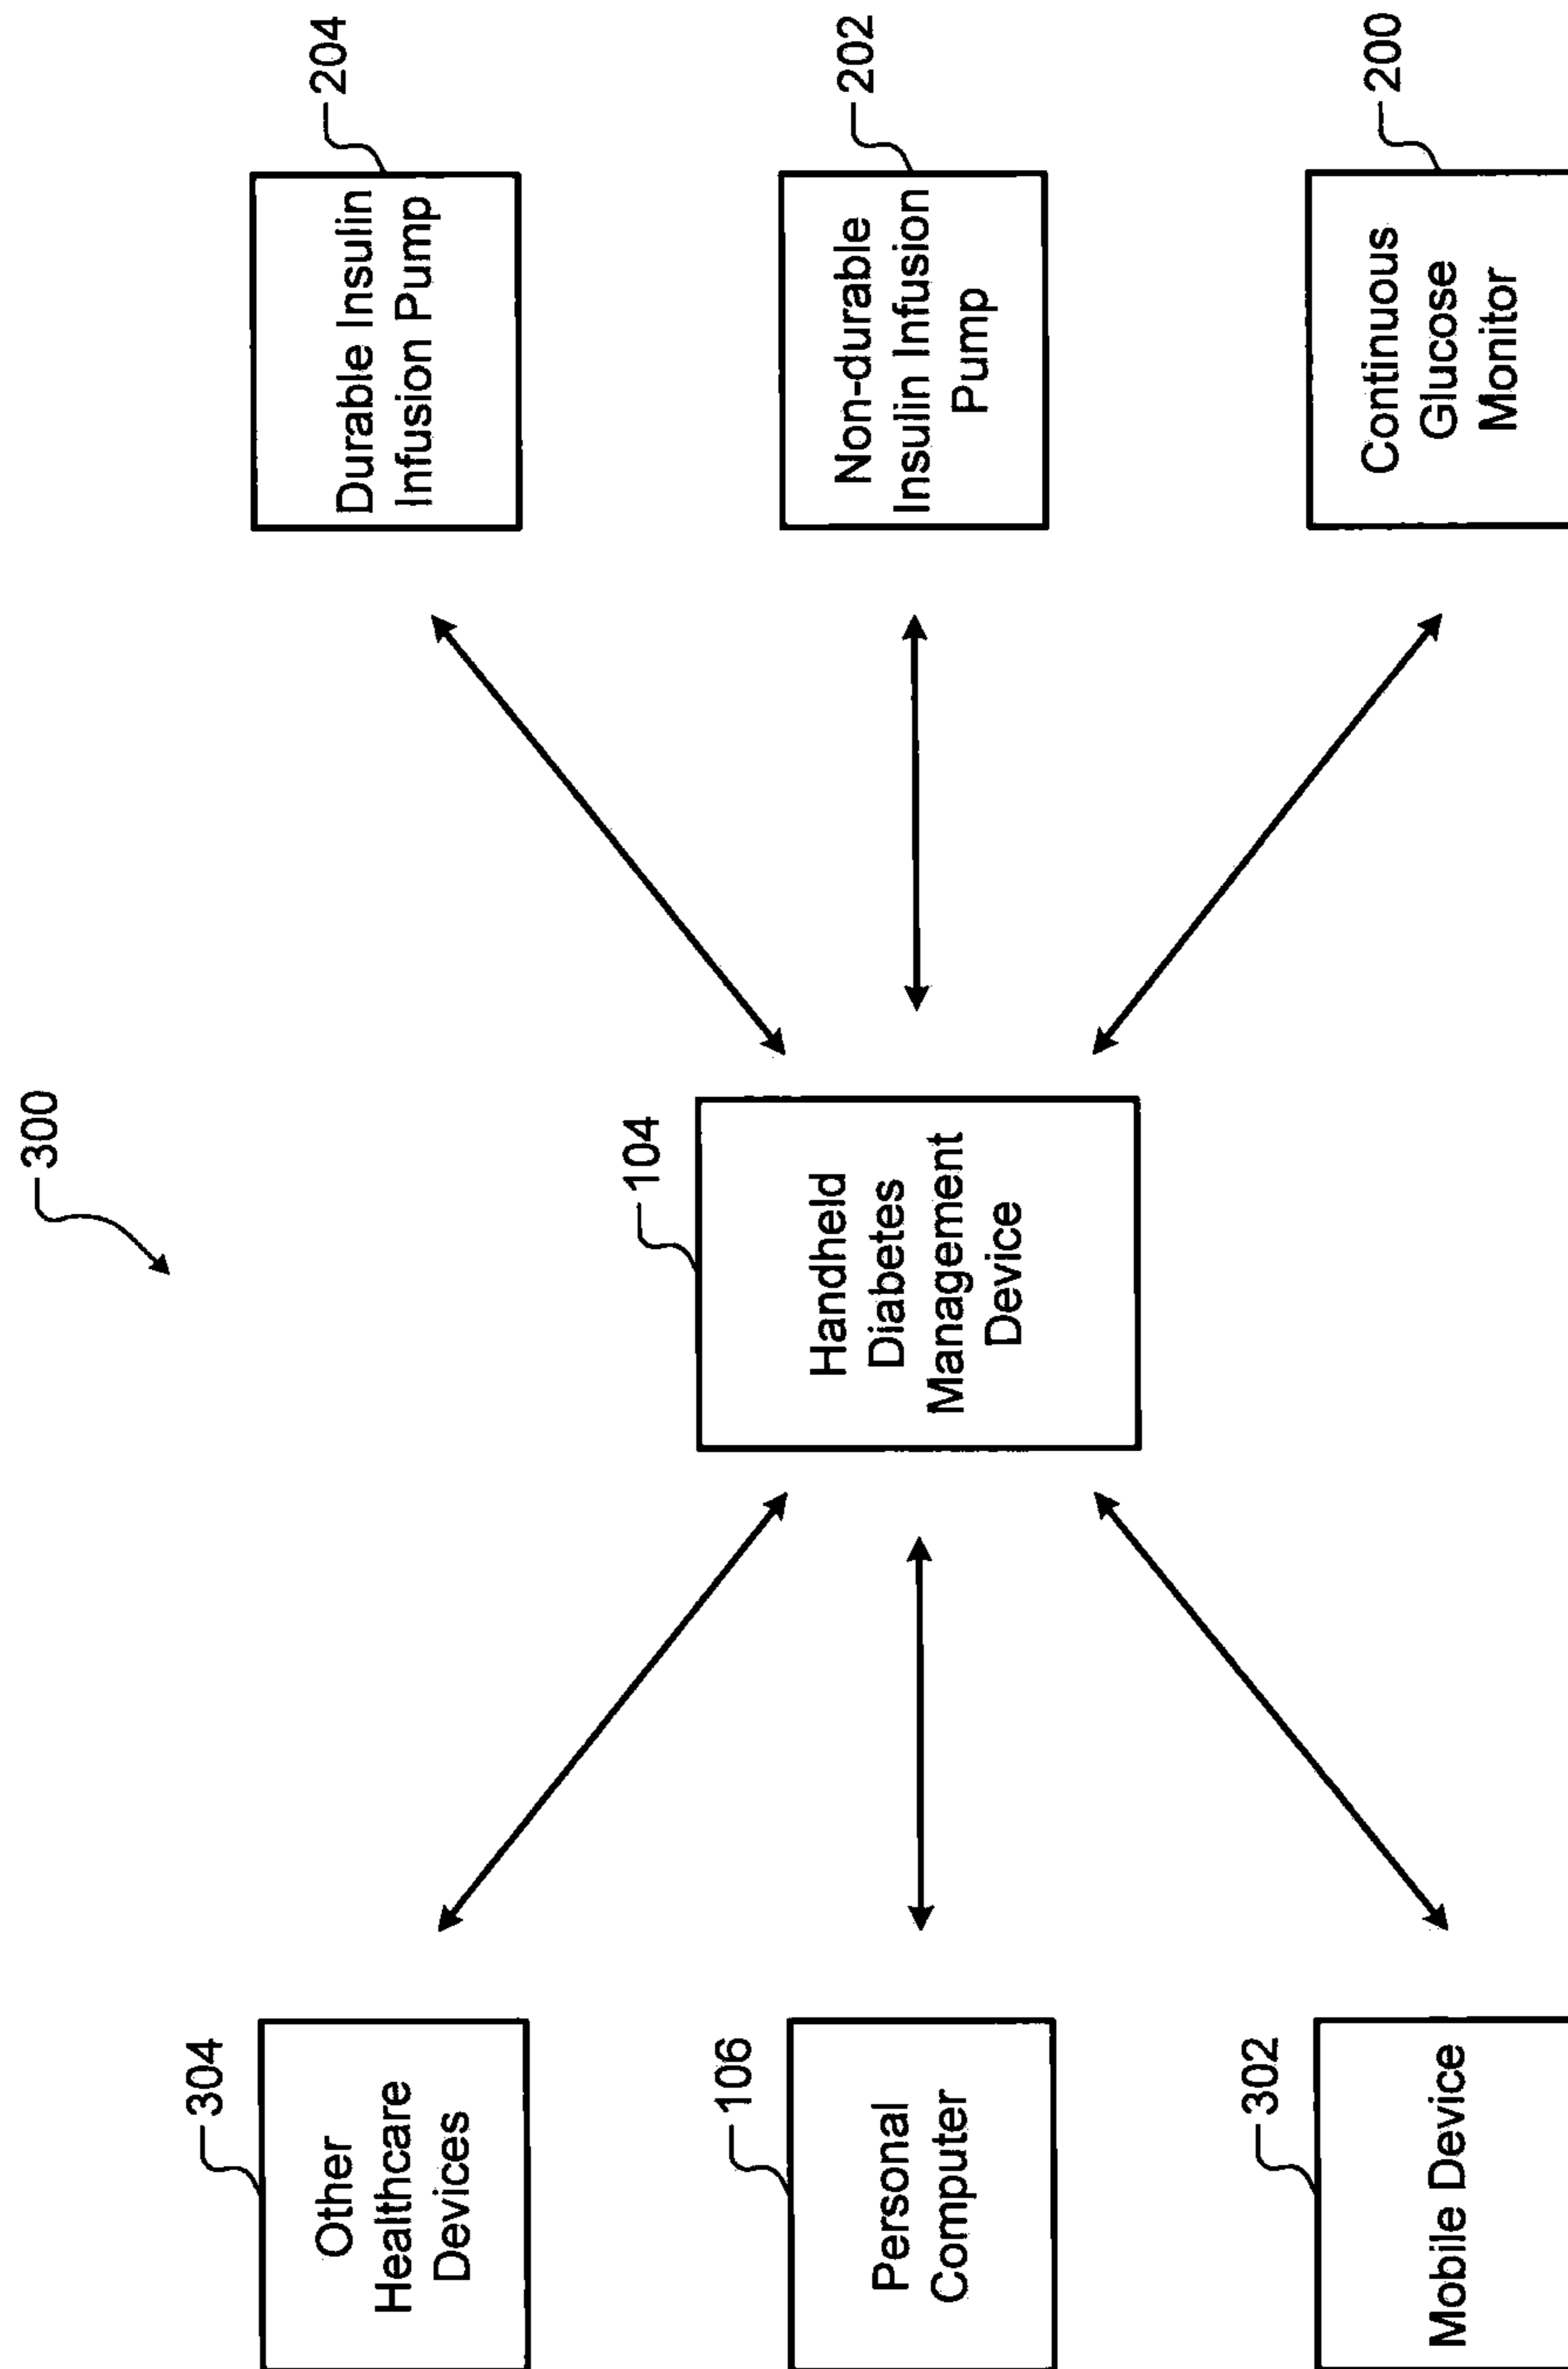 300
304
Other
Healthcare
Devices
106
Personal
Computer
302
Mobile Device
104
Handheld
Diabetes
Management
Device
204
Durable Insulin
Infusion Pump
202
Non-durable
Insulin Infusion
Pump
200
Continuous
Glucose
Monitor